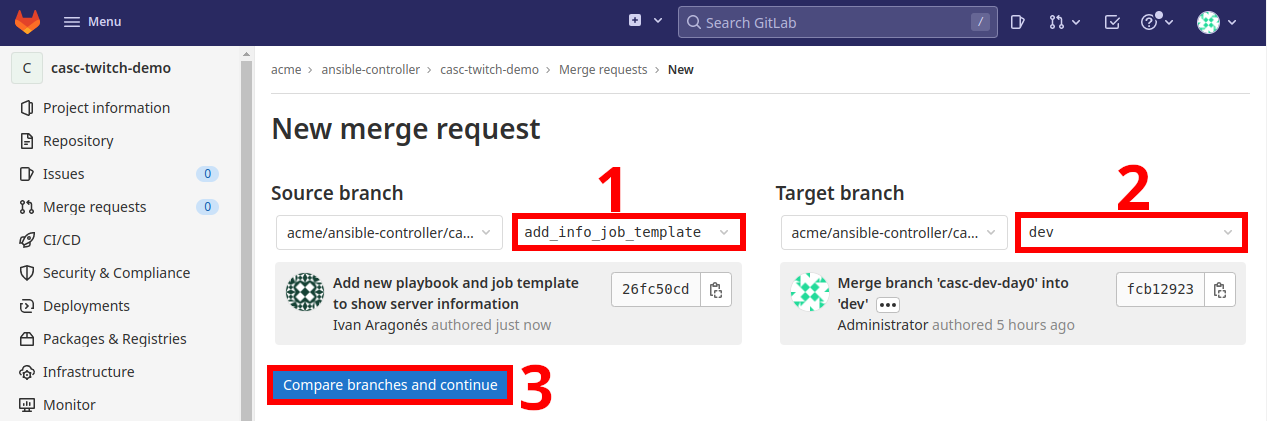 Menu
Search GitLab /
C casc-twitch-demo
Project information
Repository
Issues 0
Merge requests 0
CI/CD
Security & Compliance
Deployments
Packages & Registries
Infrastructure
Monitor
acme > ansible-controller > casc-twitch-demo > Merge requests > New
New merge request
1
Source branch
acme/ansible-controller/ca...
add_info_job_template
Add new playbook and job template
to show server information
Ivan Aragonés authored just now
26fc50cd
2
Target branch
acme/ansible-controller/ca...
dev
Merge branch 'casc-dev-day0' into
'dev' •••
Administrator authored 5 hours ago
fcb12923
Compare branches and continue
3